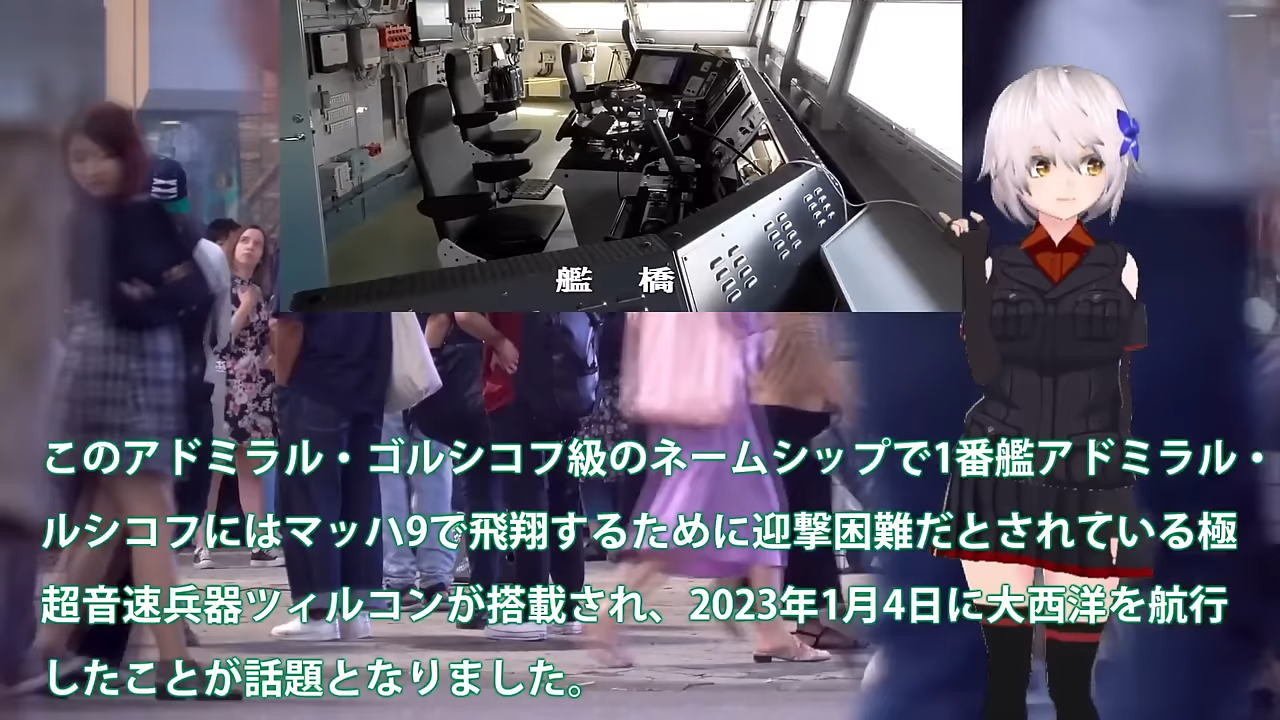 艦橋
このアドミラル・ゴルシコフ級のネームシップで1番艦アドミラル・
ルシコフにはマッハ9で飛翔するために迎撃困難だとされている極
超音速兵器ツィルコンが搭載され、2023年1月4日に大西洋を航行
したことが話題となりました。